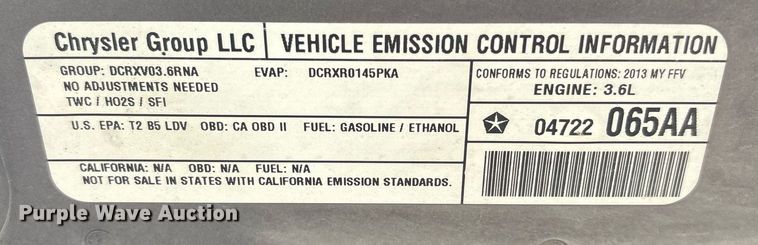 Chrysler Group LLC VEHICLE EMISSION CONTROL INFORMATION
GROUP: DCRXV03.6RNA EVAP: DCRXR0145PKA
NO ADJUSTMENTS NEEDED
TWC / HO2S / SFI
CONFORMS TO REGULATIONS: 2013 MY FFV
ENGINE: 3.6L
U.S. EPA: T2 B5 LDV OBD: CA OBD II FUEL: GASOLINE / ETHANOL
04722 065AA
CALIFORNIA: N/A OBD: N/A FUEL: N/A
NOT FOR SALE IN STATES WITH CALIFORNIA EMISSION STANDARDS.
Purple Wave Auction